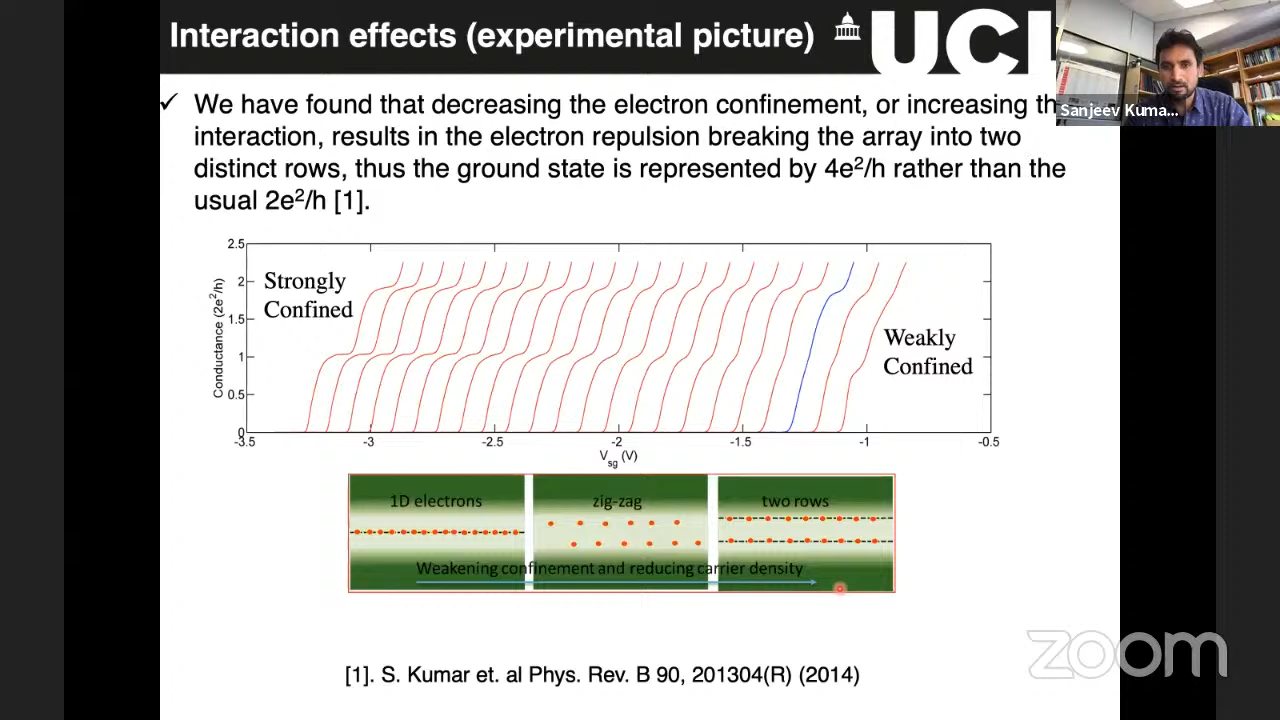 Interaction effects (experimental picture)
UCL
Sanjeev Kuma...
✓ We have found that decreasing the electron confinement, or increasing th
interaction, results in the electron repulsion breaking the array into two
distinct rows, thus the ground state is represented by 4e²/h rather than the
usual 2e²/h [1].
2.5
2
1.5
1
0.5
0
Conductance (2e²/h)
Strongly
Confined
Weakly
Confined
-3.5 -3 -2.5 -2 -1.5 -1 -0.5
Vsg (V)
1D electrons zig-zag two rows
Weakening confinement and reducing carrier density
[1]. S. Kumar et. al Phys. Rev. B 90, 201304(R) (2014)
zoom